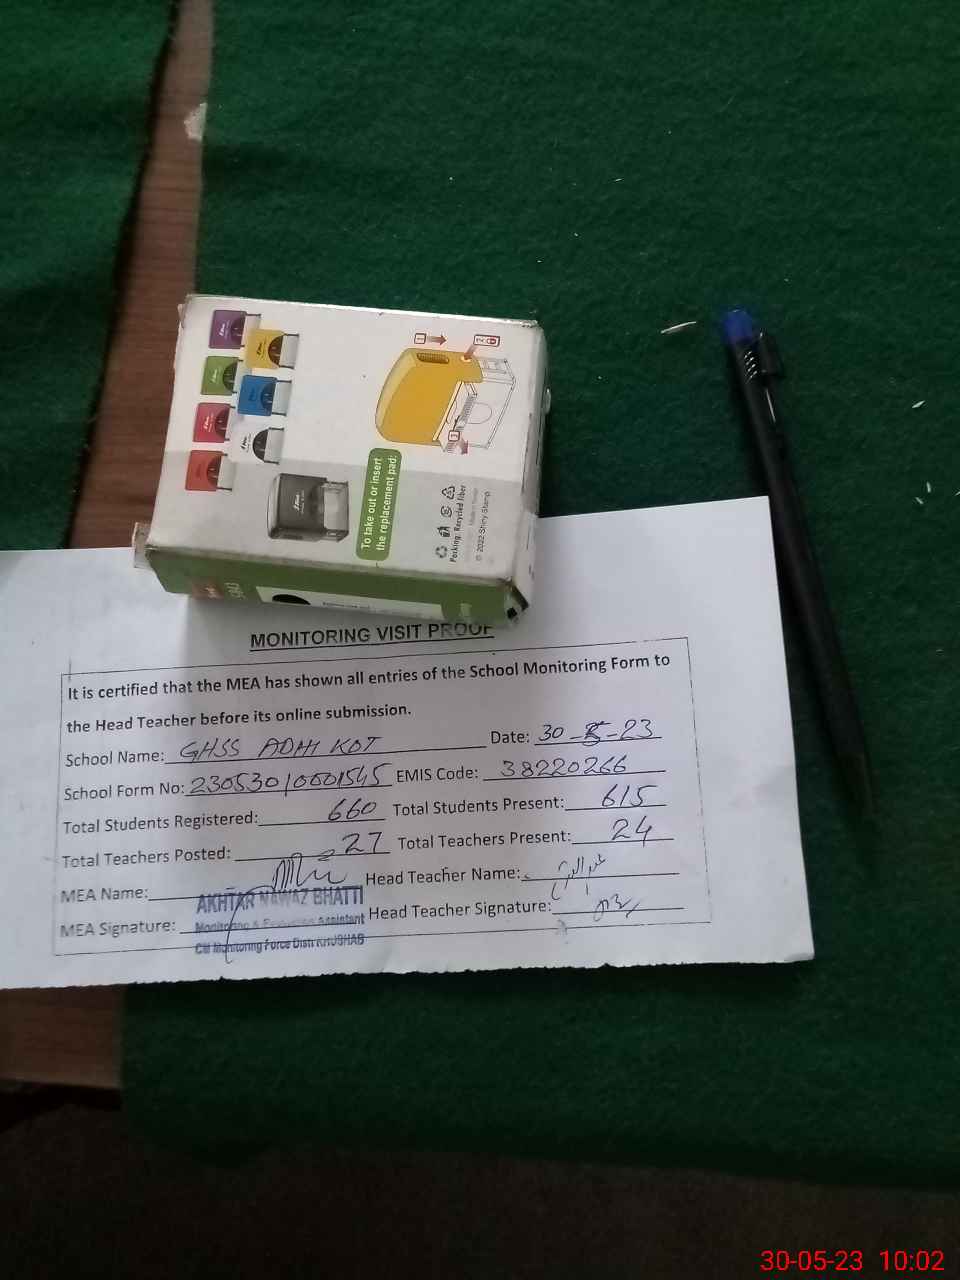 To take out or insert
the replacement pad:
Packing: Recycled fiber
© 2022 Shiny Stamp
MONITORING VISIT PROOF
It is certified that the MEA has shown all entries of the School Monitoring Form to
the Head Teacher before its online submission.
School Name: GHSS ADHI KOT Date: 30-5-23
School Form No: 23053010001545 EMIS Code: 38220266
Total Students Registered: 660 Total Students Present: 615
Total Teachers Posted: 27 Total Teachers Present: 24
MEA Name: Head Teacher Name:
AKHTAR NAWAZ BHATTI
MEA Signature: Head Teacher Signature:
Monitoring & Evaluation Assistant
CM Monitoring Force Distt KHUSHAB
30-05-23 10:02